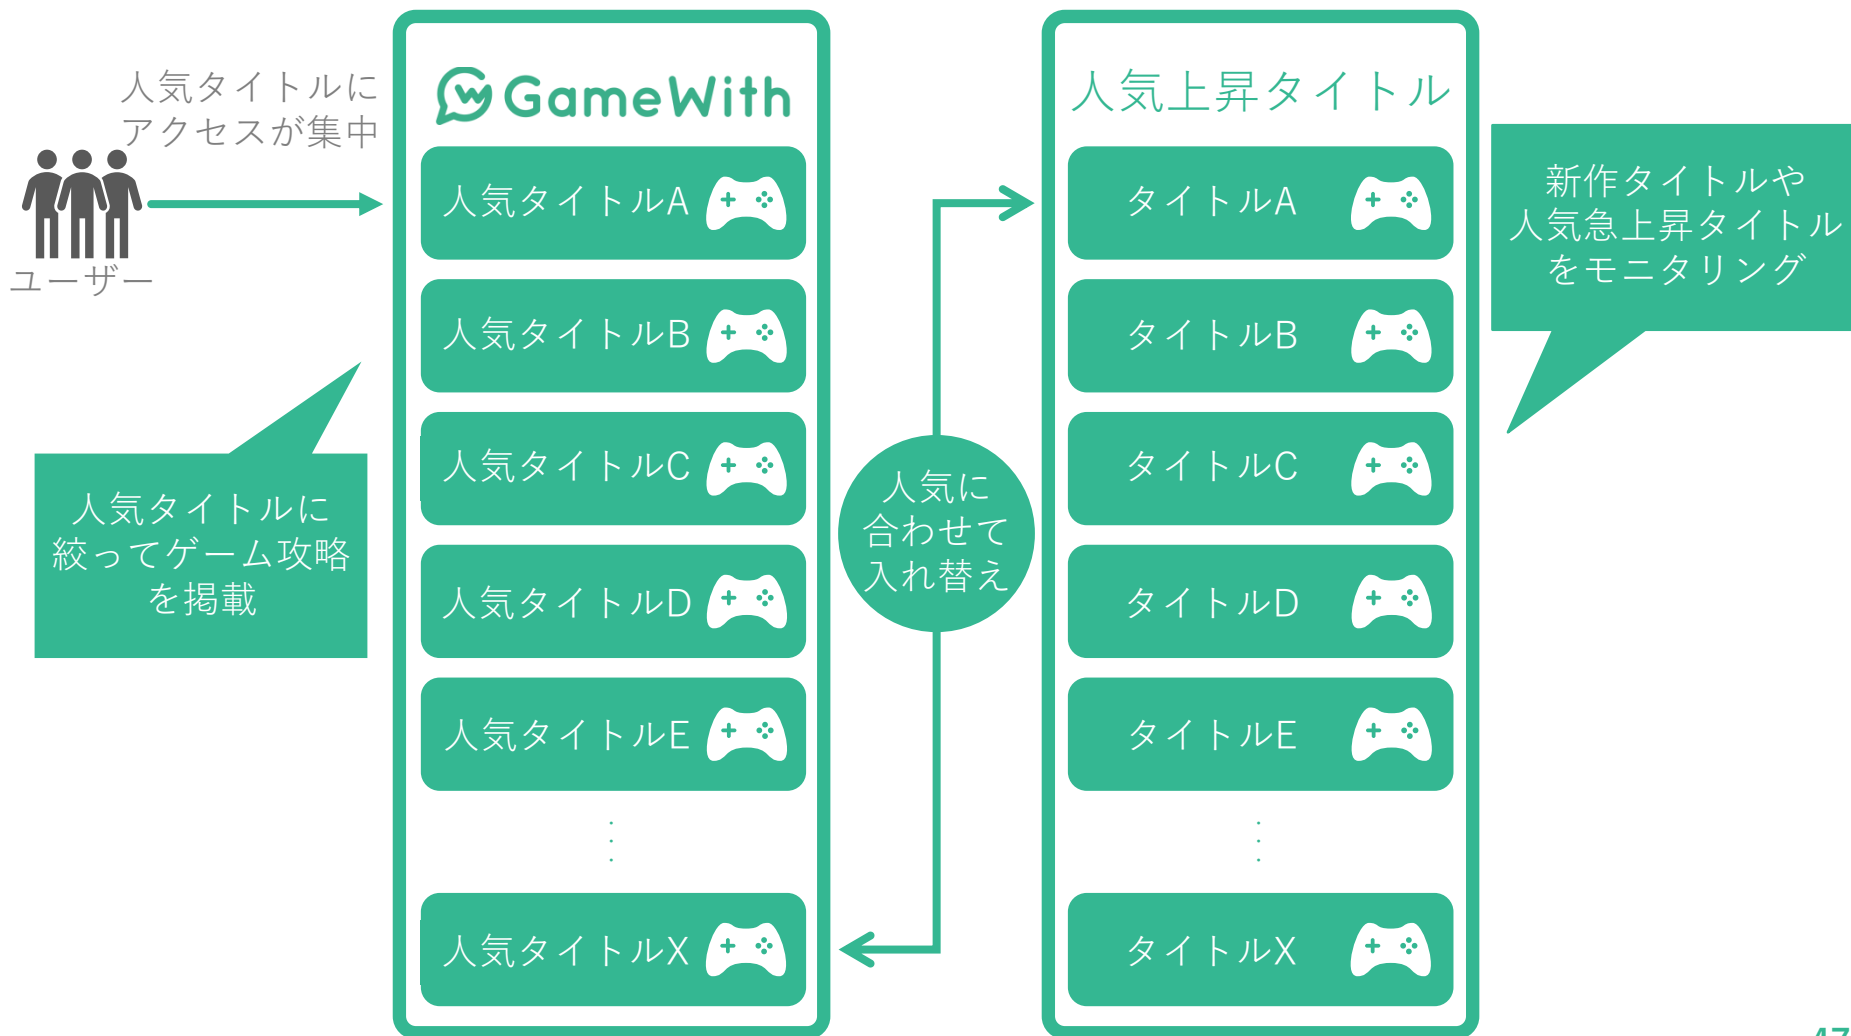 人気タイトルに
アクセスが集中
ユーザー
人気タイトルに
絞ってゲーム攻略
を掲載
GameWith
人気タイトルA
人気タイトルB
人気タイトルC
人気タイトルD
人気タイトルE
人気タイトルX
人気に
合わせて
入れ替え
人気上昇タイトル
タイトルA
タイトルB
タイトルC
タイトルD
タイトルE
タイトルX
新作タイトルや
人気急上昇タイトル
をモニタリング
47